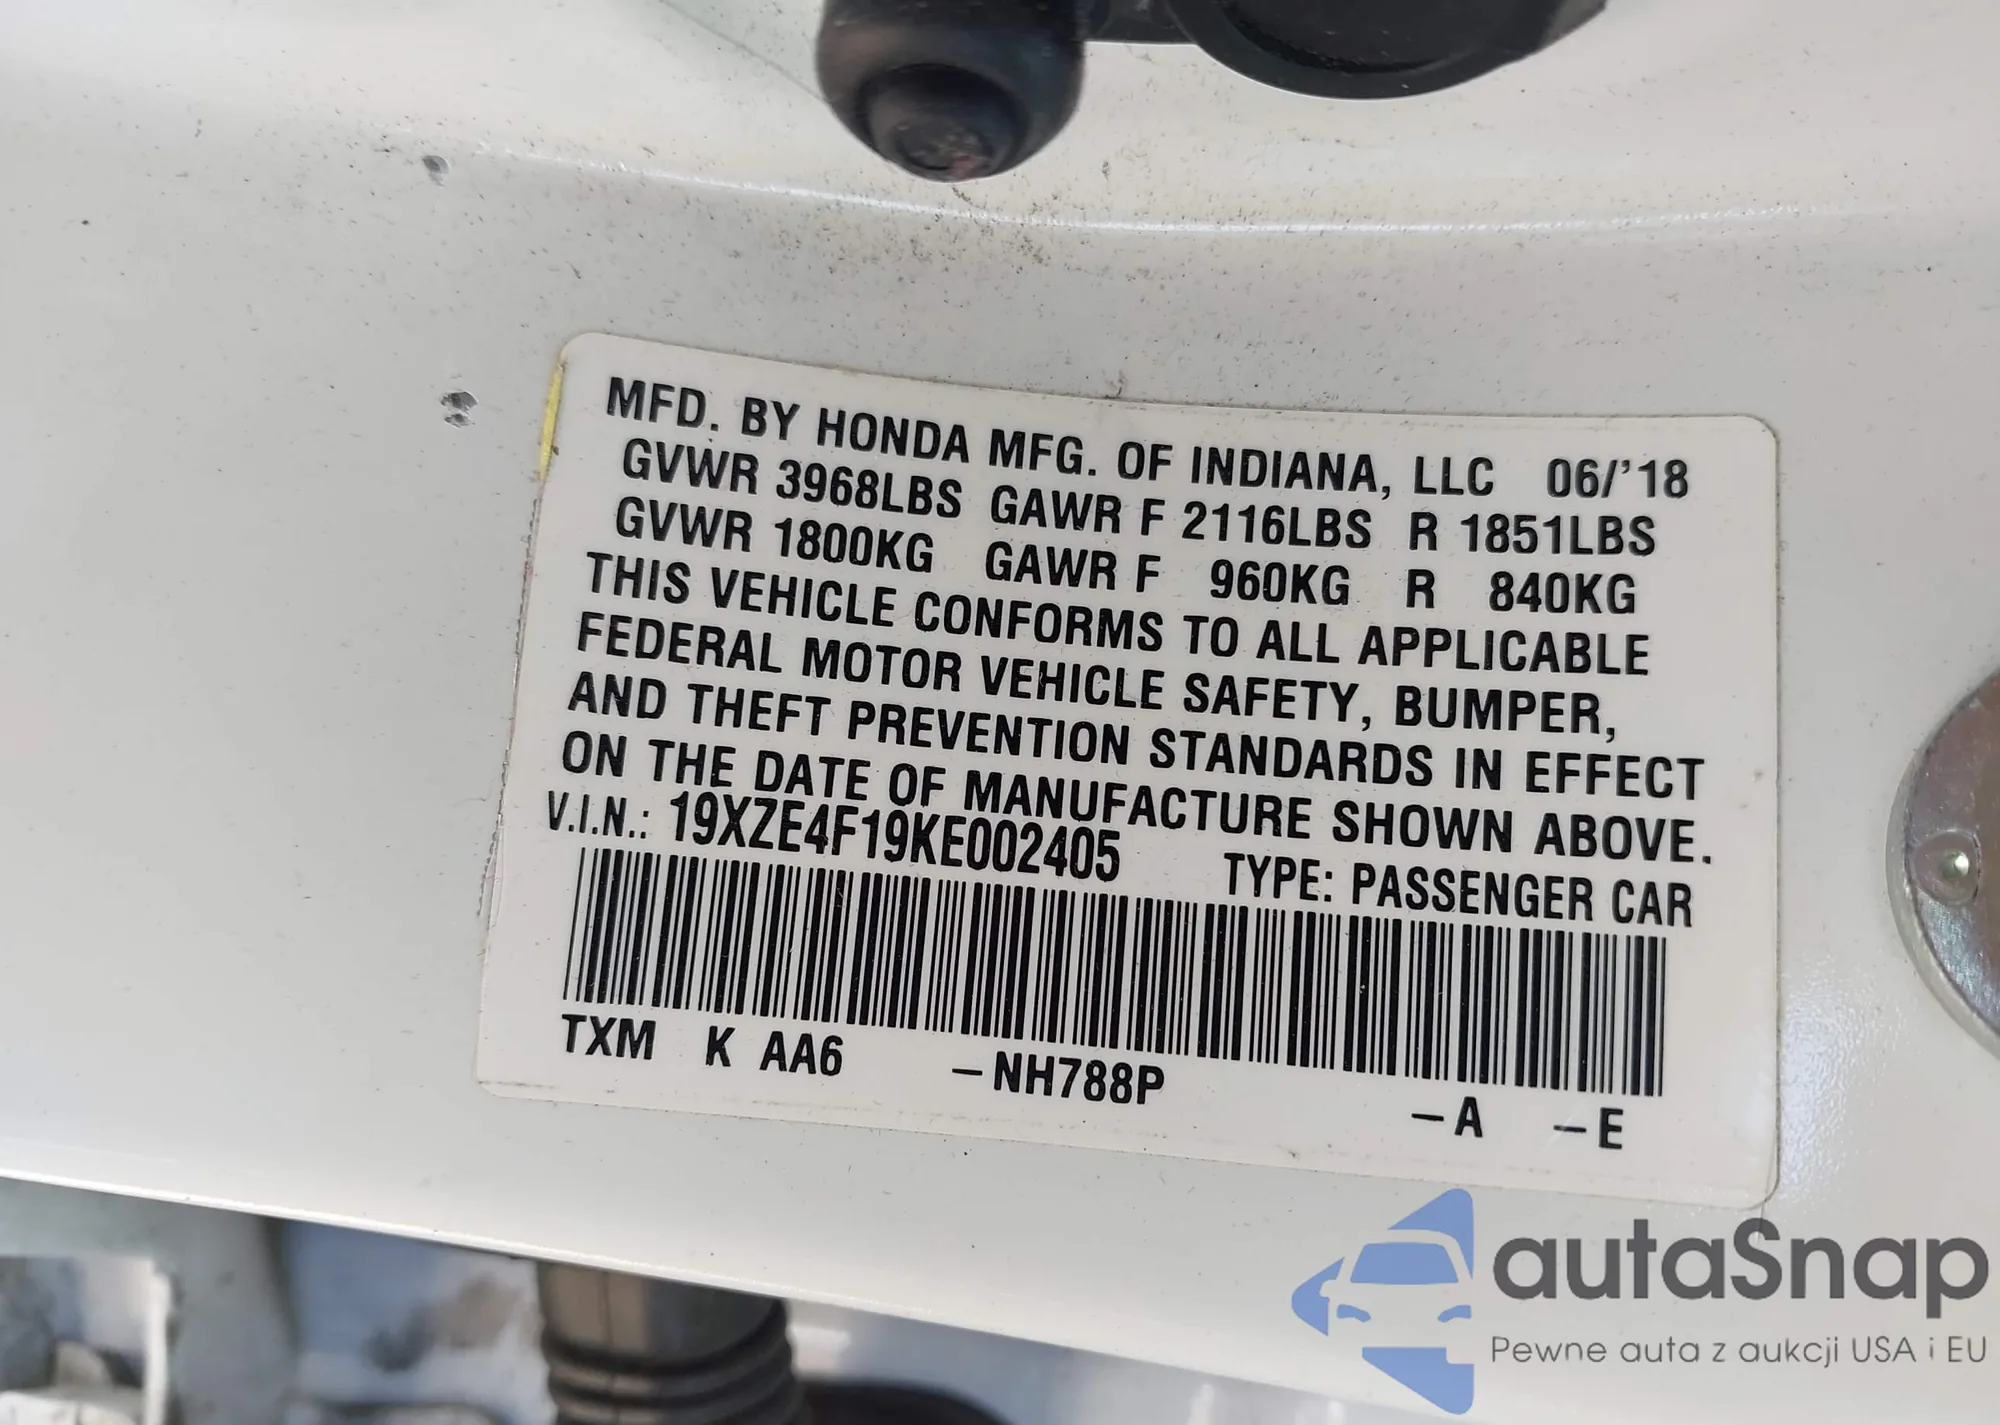 MFD. BY HONDA MFG. OF INDIANA, LLC 06/'18
GVWR 3968LBS GAWR F 2116LBS R 1851LBS
GVWR 1800KG GAWR F 960KG R 840KG
THIS VEHICLE CONFORMS TO ALL APPLICABLE
FEDERAL MOTOR VEHICLE SAFETY, BUMPER,
AND THEFT PREVENTION STANDARDS IN EFFECT
ON THE DATE OF MANUFACTURE SHOWN ABOVE.
V.I.N.: 19XZE4F19KE002405 TYPE: PASSENGER CAR
TXM K AA6 –NH788P –A –E
autaSnap
Pewne auta z aukcji USA i EU